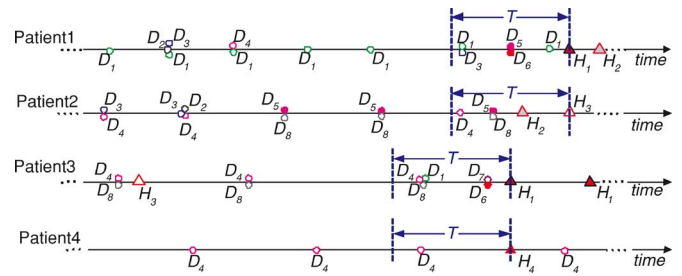 T
Patient1
D2 D3 D4 D1 D5 D1
D1 D1 D1 D1 D1 D3 D6 H1 H2 time
T
Patient2
D3 D3 D2 D5 D5 D5 H3
D4 D4 D8 D8 D4 D8 H2 time
T
Patient3
D4 D4 D4 D1 D7
D8 H3 D8 D8 D6 H1 H1 time
T
Patient4
D4 D4 D4 H4 D4 time